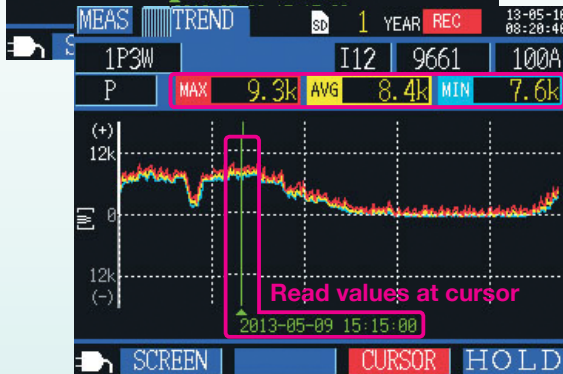 MEAS TREND SD 1 YEAR REC 13-05-10
08:20:40
1P3W I12 9661 100A
P MAX 9.3k AVG 8.4k MIN 7.6k
(+)
12k
[W] 0
12k
(-)
Read values at cursor
2013-05-09 15:15:00
SCREEN CURSOR HOLD